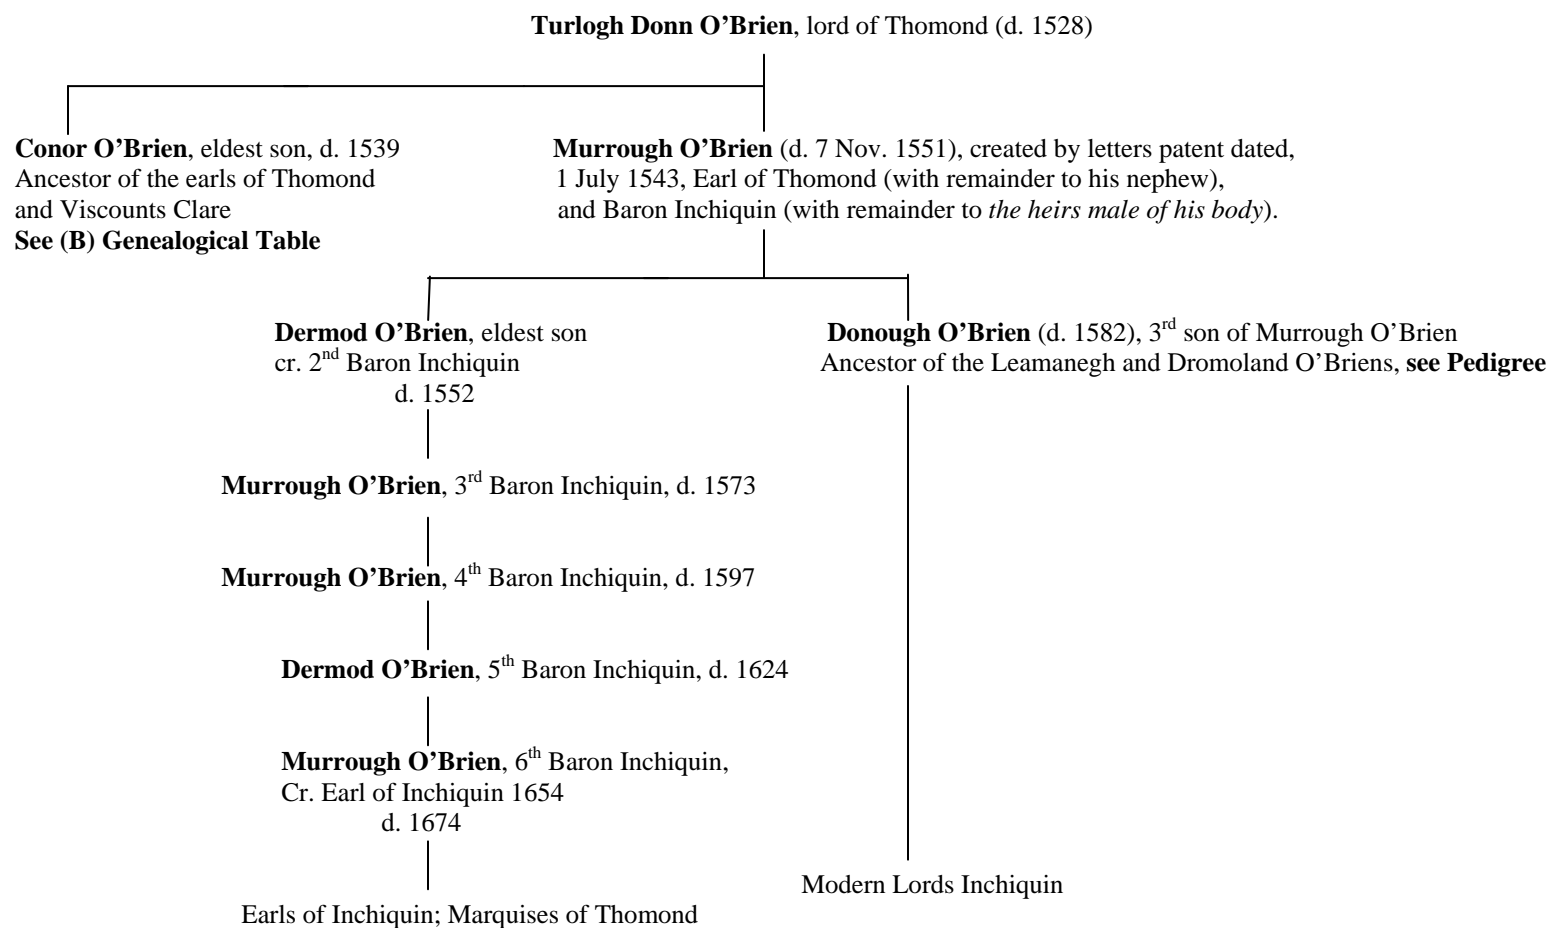 Turlogh Donn O’Brien, lord of Thomond (d. 1528)
Conor O’Brien, eldest son, d. 1539
Ancestor of the earls of Thomond
and Viscounts Clare
See (B) Genealogical Table
Murrough O’Brien (d. 7 Nov. 1551), created by letters patent dated,
1 July 1543, Earl of Thomond (with remainder to his nephew),
and Baron Inchiquin (with remainder to the heirs male of his body).
Dermod O’Brien, eldest son
cr. 2nd Baron Inchiquin
d. 1552
Donough O’Brien (d. 1582), 3rd son of Murrough O’Brien
Ancestor of the Leamanegh and Dromoland O’Briens, see Pedigree
Murrough O’Brien, 3rd Baron Inchiquin, d. 1573
Murrough O’Brien, 4th Baron Inchiquin, d. 1597
Dermod O’Brien, 5th Baron Inchiquin, d. 1624
Murrough O’Brien, 6th Baron Inchiquin,
Cr. Earl of Inchiquin 1654
d. 1674
Modern Lords Inchiquin
Earls of Inchiquin; Marquises of Thomond